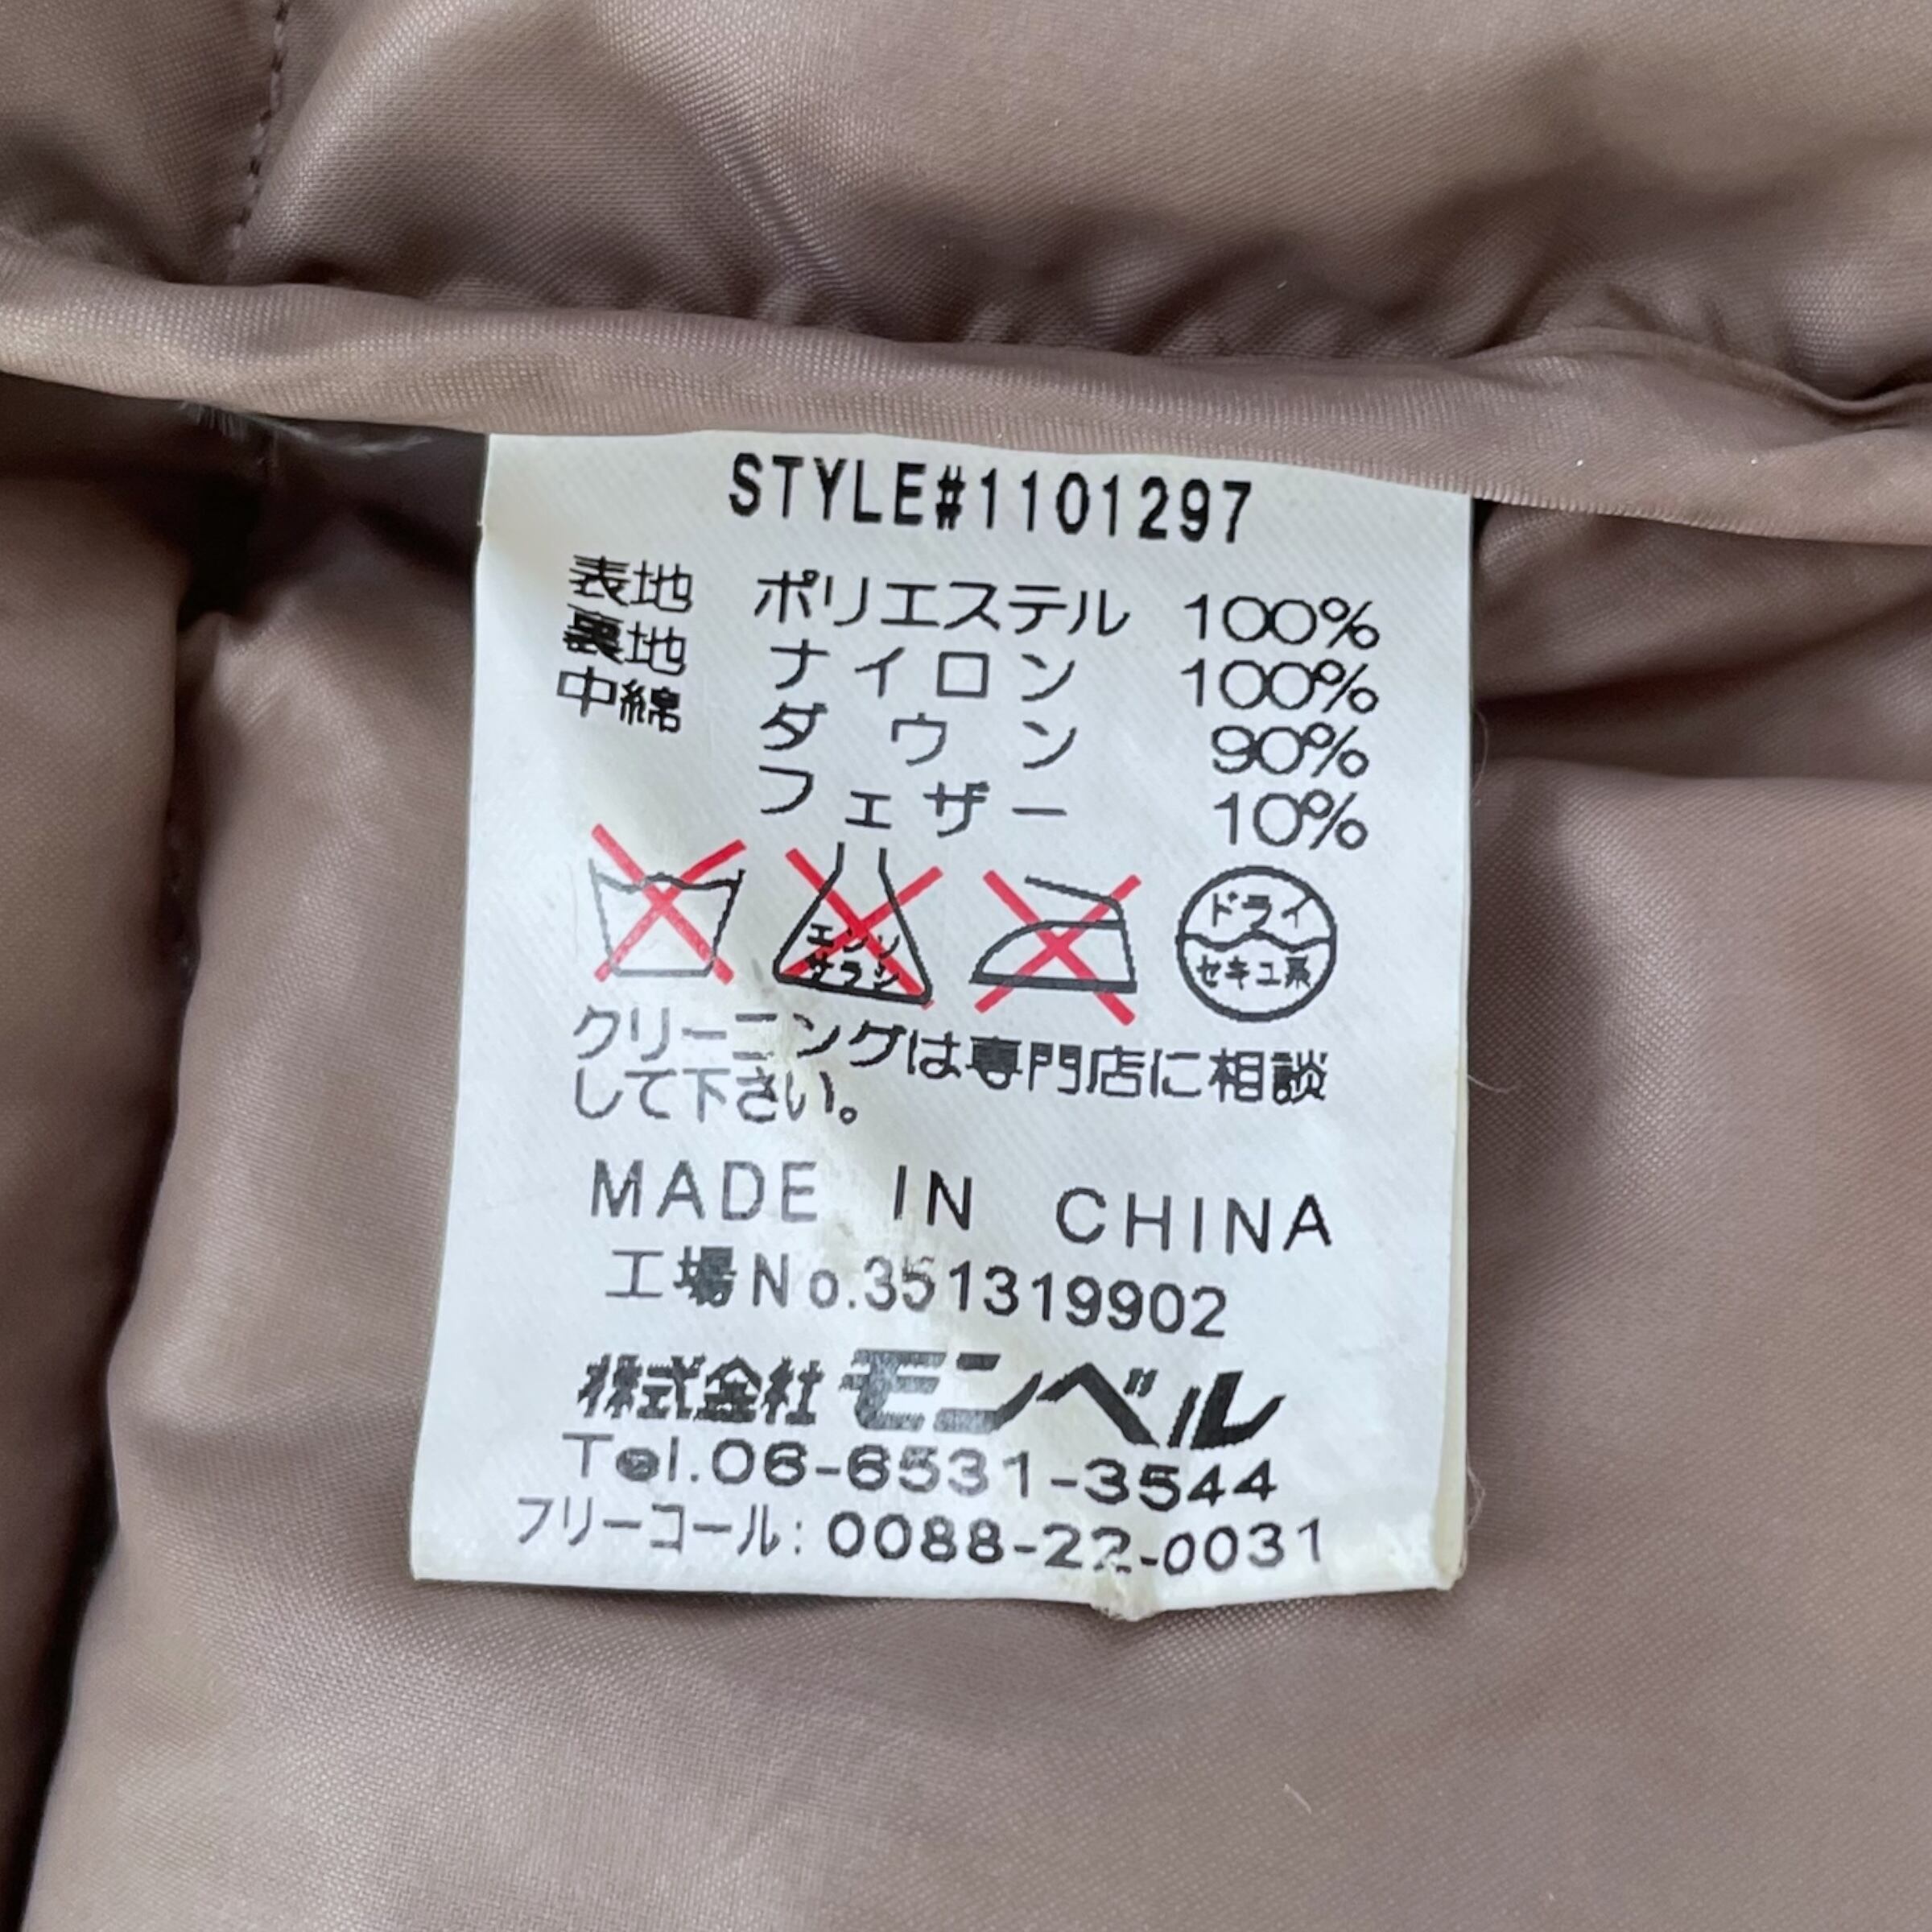 STYLE#1101297
表地 ポリエステル 100%
裏地 ナイロン 100%
中綿 ダウン 90%
フェザー 10%
エンソ
サラシ
ドライ
セキユ系
クリーニングは専門店に相談
して下さい。
MADE IN CHINA
工場No.351319902
株式会社 モンベル
Tel.06-6531-3544
フリーコール:0088-22-0031